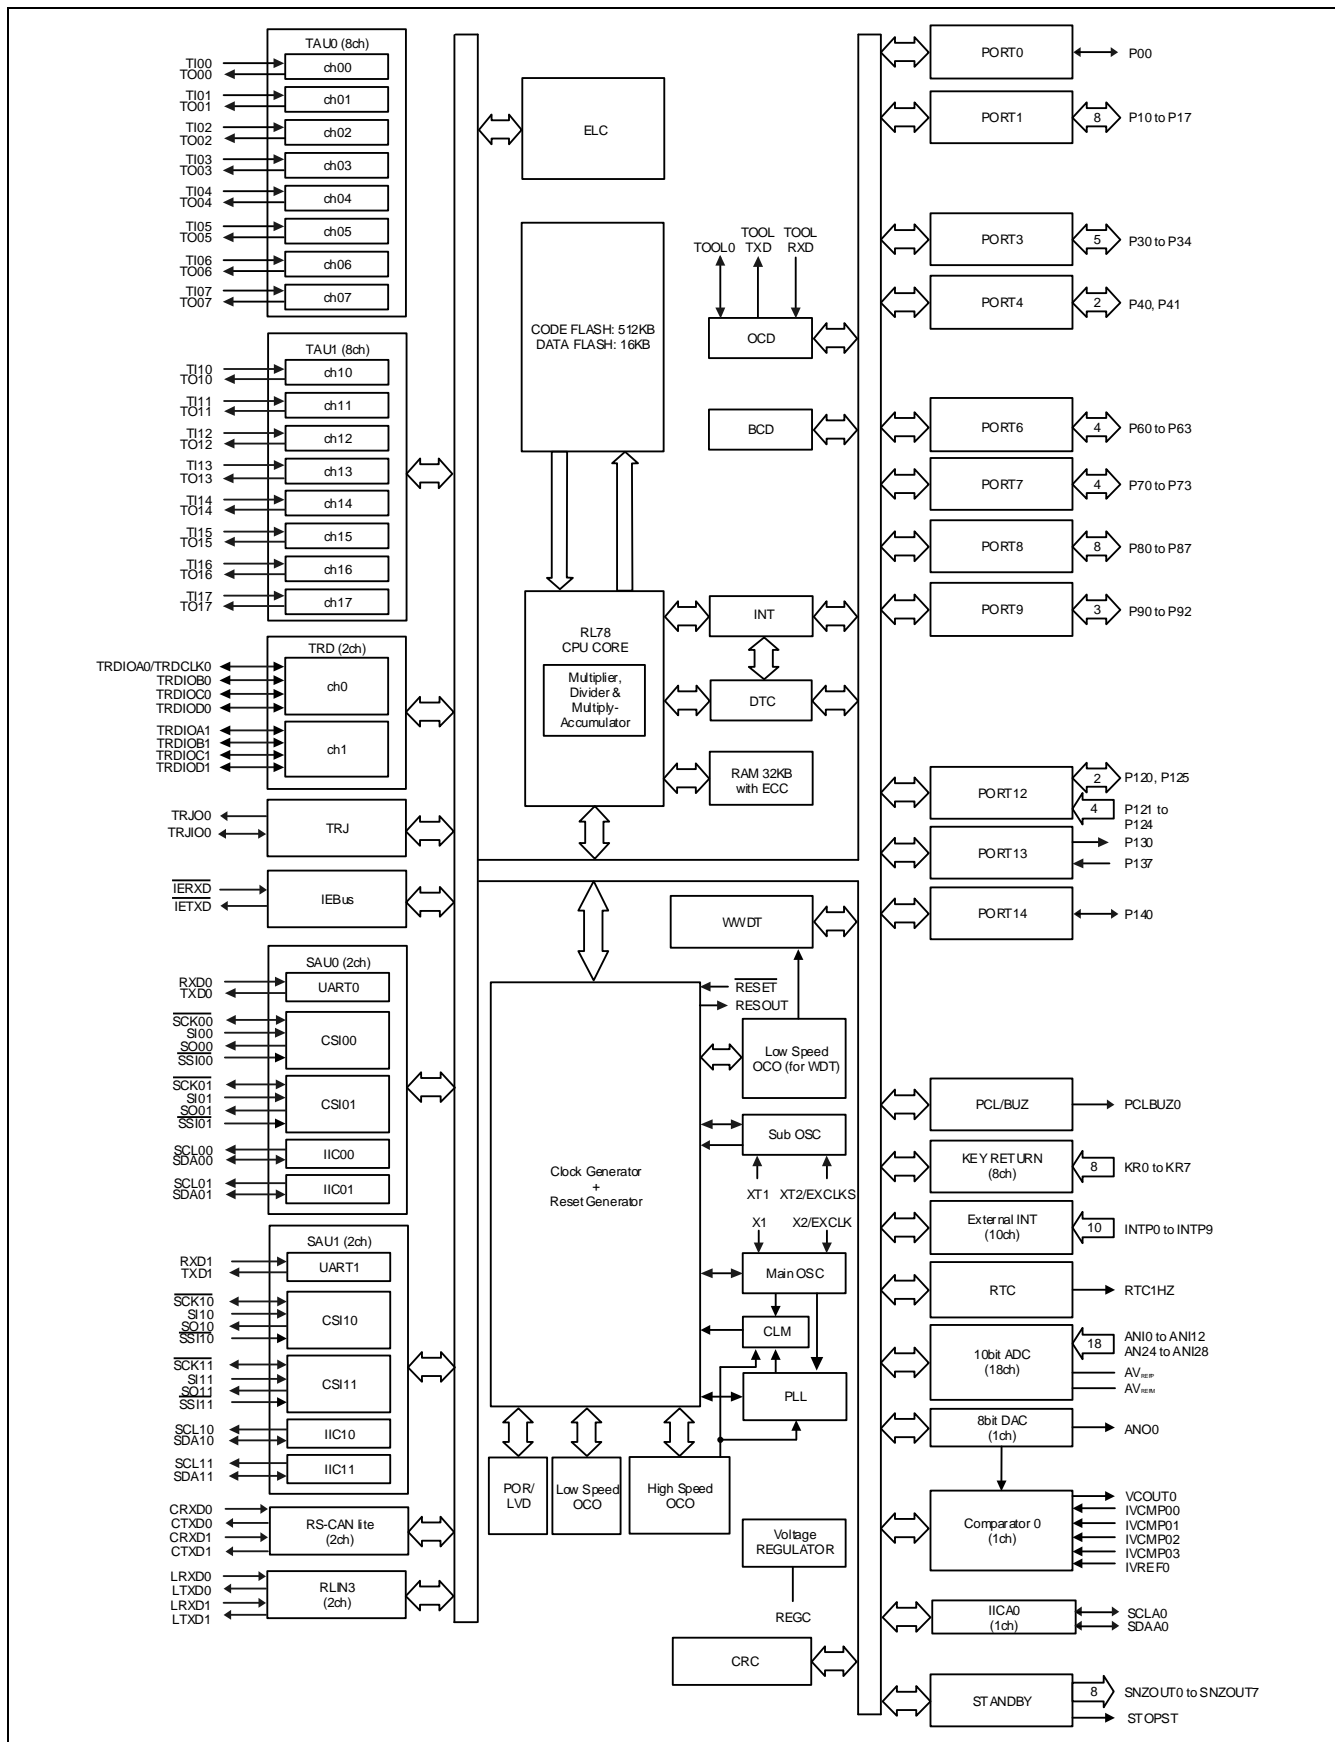 TAU0 (8ch)
TI00
TO00
ch00
TI01
TO01
ch01
TI02
TO02
ch02
TI03
TO03
ch03
TI04
TO04
ch04
TI05
TO05
ch05
TI06
TO06
ch06
TI07
TO07
ch07
TAU1 (8ch)
TI10
TO10
ch10
TI11
TO11
ch11
TI12
TO12
ch12
TI13
TO13
ch13
TI14
TO14
ch14
TI15
TO15
ch15
TI16
TO16
ch16
TI17
TO17
ch17
TRD (2ch)
TRDIOA0/TRDCLK0
TRDIOB0
TRDIOC0
TRDIOD0
ch0
TRDIOA1
TRDIOB1
TRDIOC1
TRDIOD1
ch1
TRJO0
TRJIO0
TRJ
IERXD
IETXD
IEBus
SAU0 (2ch)
RXD0
TXD0
UART0
SCK00
SI00
SO00
SSI00
CSI00
SCK01
SI01
SO01
SSI01
CSI01
SCL00
SDA00
IIC00
SCL01
SDA01
IIC01
SAU1 (2ch)
RXD1
TXD1
UART1
SCK10
SI10
SO10
SSI10
CSI10
SCK11
SI11
SO11
SSI11
CSI11
SCL10
SDA10
IIC10
SCL11
SDA11
IIC11
CRXD0
CTXD0
CRXD1
CTXD1
RS-CAN lite
(2ch)
LRXD0
LTXD0
LRXD1
LTXD1
RLIN3
(2ch)
ELC
CODE FLASH: 512KB
DATA FLASH: 16KB
TOOL0
TOOL
TXD
TOOL
RXD
OCD
BCD
RL78
CPU CORE
Multiplier,
Divider &
Multiply-
Accumulator
INT
DTC
RAM 32KB
with ECC
WWDT
RESET
RESOUT
Low Speed
OCO (for WDT)
Clock Generator
+
Reset Generator
Sub OSC
XT1
XT2/EXCLKS
X1
X2/EXCLK
Main OSC
CLM
PLL
POR/
LVD
Low Speed
OCO
High Speed
OCO
Voltage
REGULATOR
REGC
CRC
PORT0
P00
PORT1
8
P10 to P17
PORT3
5
P30 to P34
PORT4
2
P40, P41
PORT6
4
P60 to P63
PORT7
4
P70 to P73
PORT8
8
P80 to P87
PORT9
3
P90 to P92
PORT12
2
P120, P125
4
P121 to
P124
PORT13
P130
P137
PORT14
P140
PCL/BUZ
PCLBUZ0
KEY RETURN
(8ch)
8
KR0 to KR7
External INT
(10ch)
10
INTP0 to INTP9
RTC
RTC1HZ
10bit ADC
(18ch)
18
ANI0 to ANI12
AN24 to ANI28
AVREFP
AVREFM
8bit DAC
(1ch)
ANO0
Comparator 0
(1ch)
VCOUT0
IVCMP00
IVCMP01
IVCMP02
IVCMP03
IVREF0
IICA0
(1ch)
SCLA0
SDAA0
STANDBY
8
SNZOUT0 to SNZOUT7
STOPST